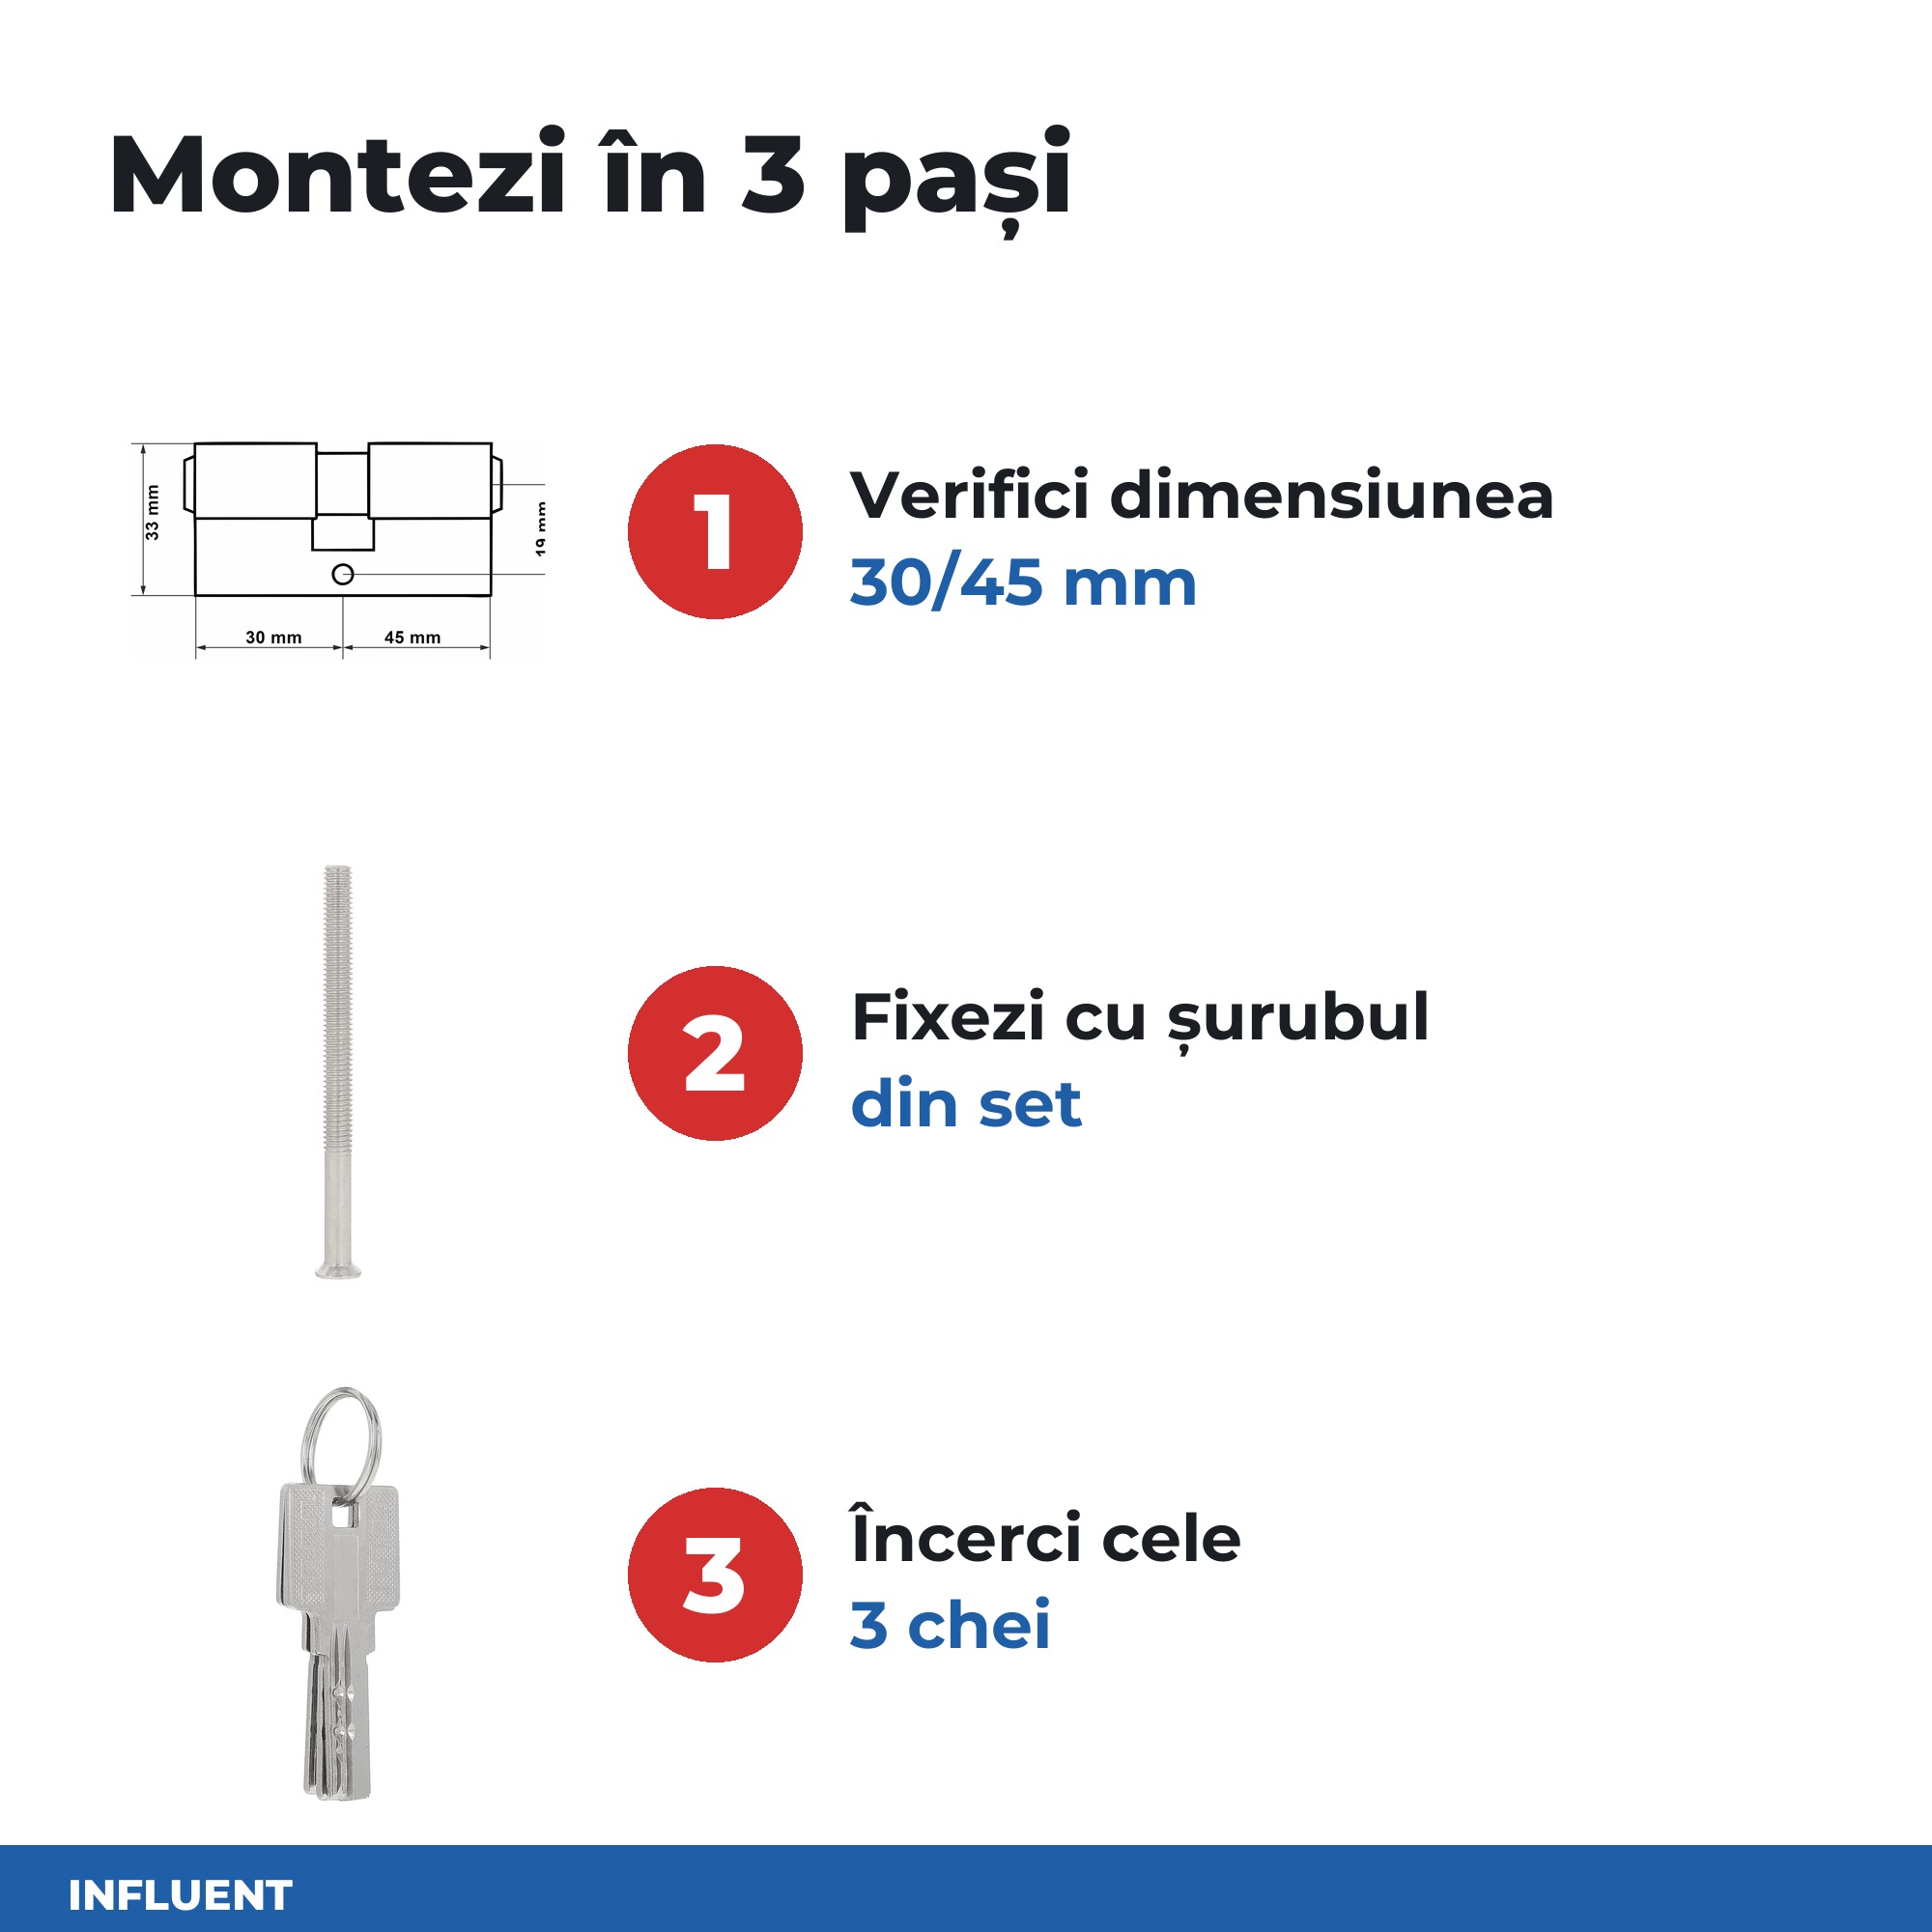 Montezi în 3 pași
33 mm
19 mm
30 mm
45 mm
1
Verifici dimensiunea
30/45 mm
2
Fixezi cu șurubul
din set
3
Încerci cele
3 chei
INFLUENT